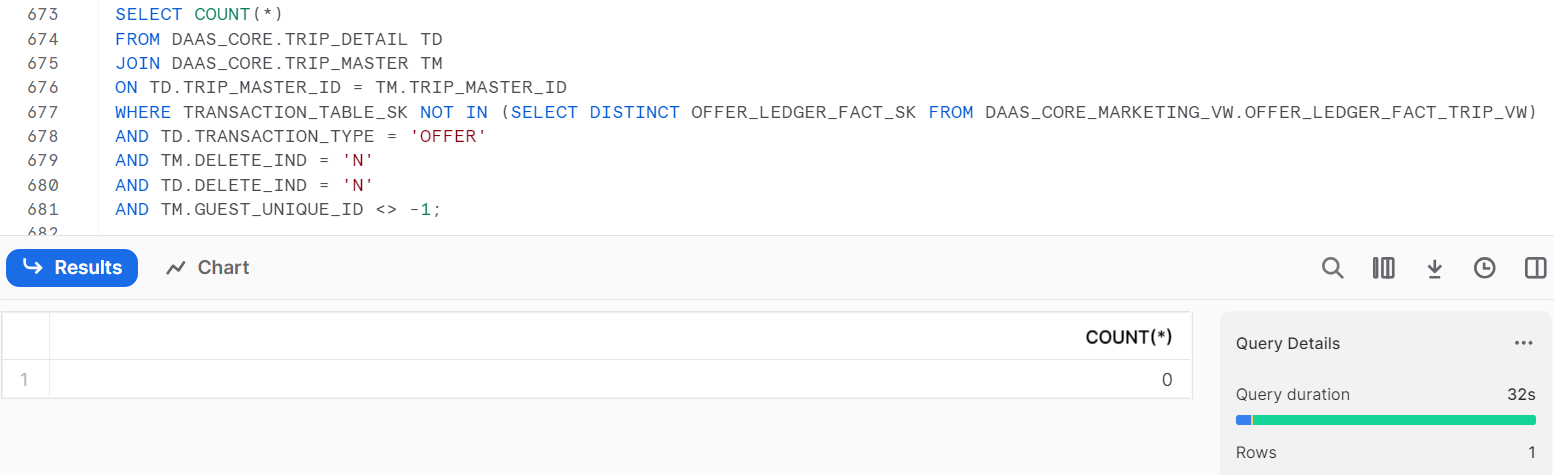 673 SELECT COUNT(*)
674 FROM DAAS_CORE.TRIP_DETAIL TD
675 JOIN DAAS_CORE.TRIP_MASTER TM
676 ON TD.TRIP_MASTER_ID = TM.TRIP_MASTER_ID
677 WHERE TRANSACTION_TABLE_SK NOT IN (SELECT DISTINCT OFFER_LEDGER_FACT_SK FROM DAAS_CORE_MARKETING_VW.OFFER_LEDGER_FACT_TRIP_VW)
678 AND TD.TRANSACTION_TYPE = 'OFFER'
679 AND TM.DELETE_IND = 'N'
680 AND TD.DELETE_IND = 'N'
681 AND TM.GUEST_UNIQUE_ID <> -1;
682
Results Chart
COUNT(*)
1 0
Query Details ...
Query duration 32s
Rows 1